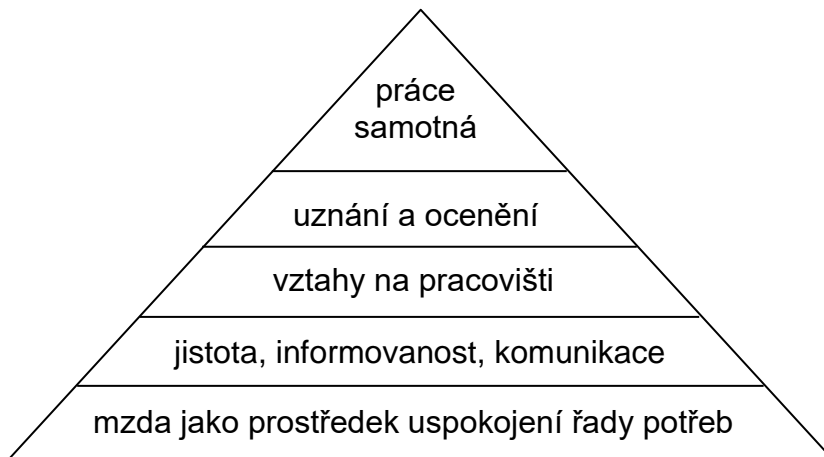 práce
samotná
uznání a ocenění
vztahy na pracovišti
jistota, informovanost, komunikace
mzda jako prostředek uspokojení řady potřeb